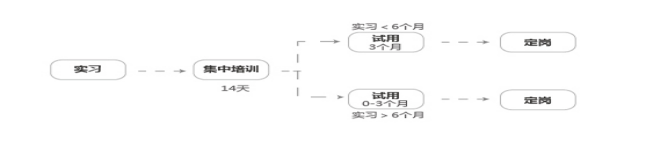 实习
集中培训
14天
实习 < 6个月
试用
3个月
定岗
试用
0-3个月
实习 > 6个月
定岗